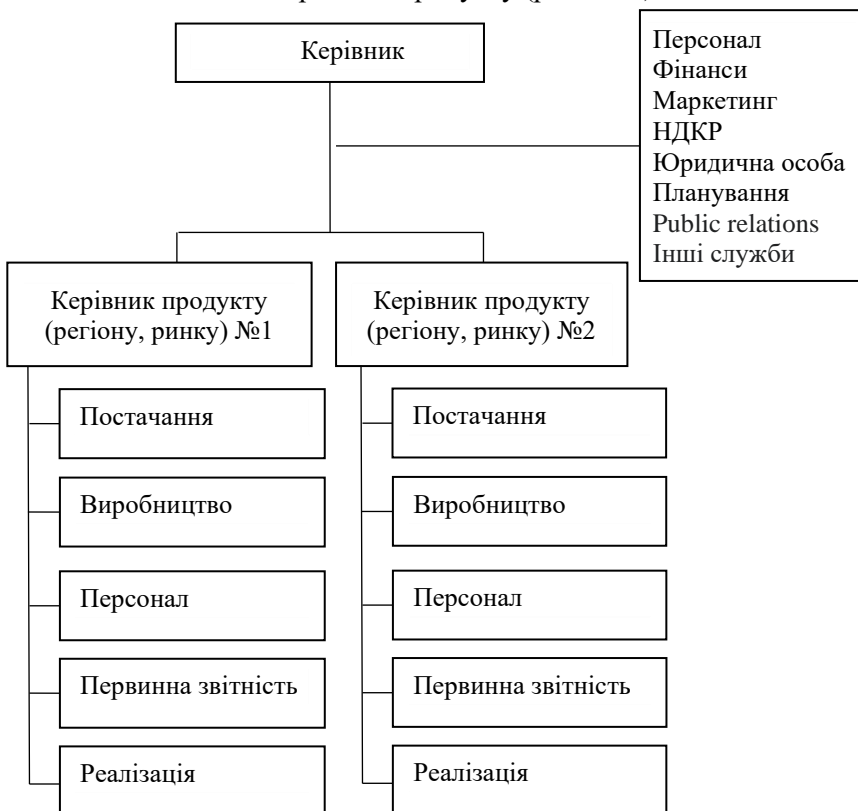 Керівник
Персонал
Фінанси
Маркетинг
НДКР
Юридична особа
Планування
Public relations
Інші служби
Керівник продукту
(регіону, ринку) №1
Керівник продукту
(регіону, ринку) №2
Постачання
Виробництво
Персонал
Первинна звітність
Реалізація
Постачання
Виробництво
Персонал
Первинна звітність
Реалізація